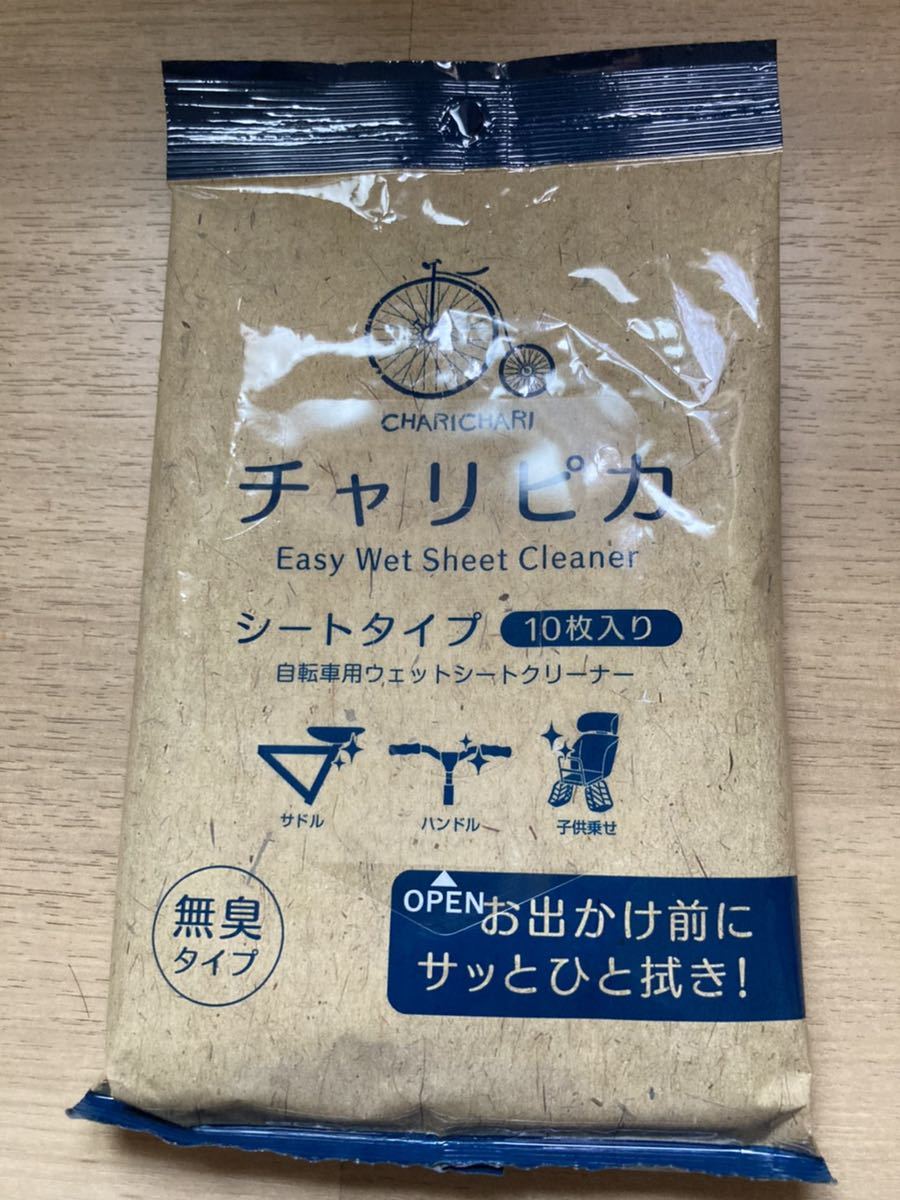 CHARICHARI
チャリピカ
Easy Wet Sheet Cleaner
シートタイプ 10枚入り
自転車用ウェットシートクリーナー
サドル ハンドル 子供乗せ
無臭
タイプ
OPEN
お出かけ前に
サッとひと拭き!